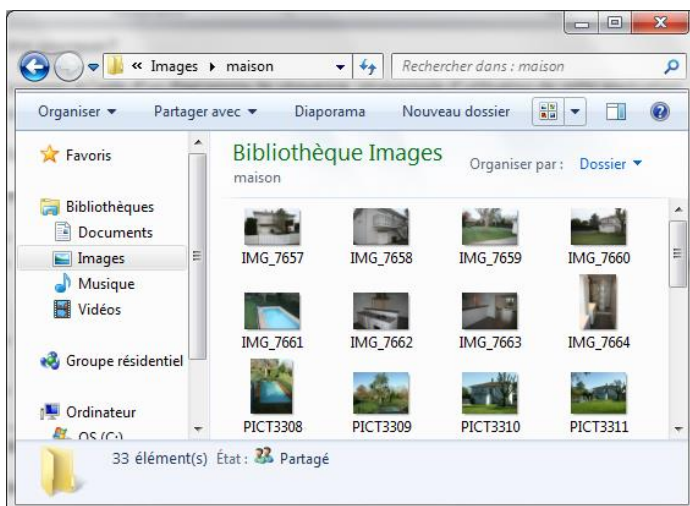 « Images ▸ maison
Rechercher dans : maison
Organiser Partager avec Diaporama Nouveau dossier
Favoris
Bibliothèques
Documents
Images
Musique
Vidéos
Groupe résidentiel
Ordinateur
OS (C:)
Bibliothèque Images
maison
Organiser par : Dossier
IMG_7657 IMG_7658 IMG_7659 IMG_7660
IMG_7661 IMG_7662 IMG_7663 IMG_7664
PICT3308 PICT3309 PICT3310 PICT3311
33 élément(s) État : Partagé